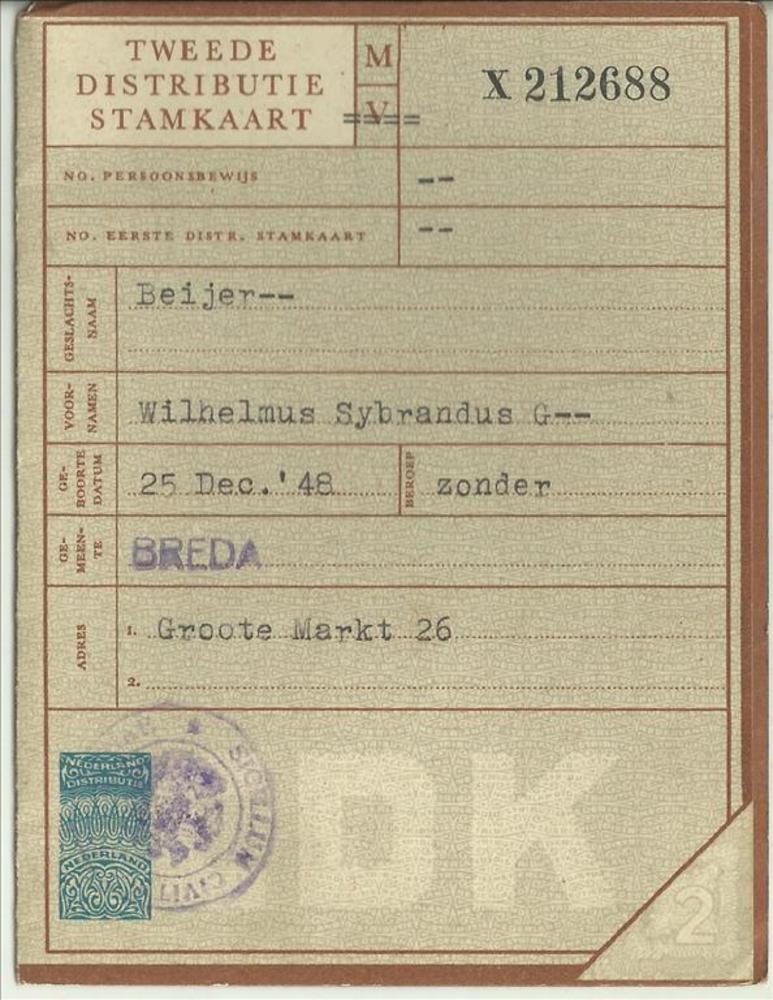 TWEEDE
DISTRIBUTIE
STAMKAART
M
V
====
X 212688
NO. PERSOONSBEWIJS
--
NO. EERSTE DISTR. STAMKAART
--
GESLACHTS-
NAAM
Beijer--
VOOR-
NAMEN
Wilhelmus Sybrandus G--
GE-
BOORTE
DATUM
25 Dec.'48
BEROEP
zonder
GE-
MEEN-
TE
BREDA
ADRES
1. Groote Markt 26
2.
NEDERLAND
DISTRIBUTIE
NEDERLAND
SIGILLUM
CIVIT
DK
2